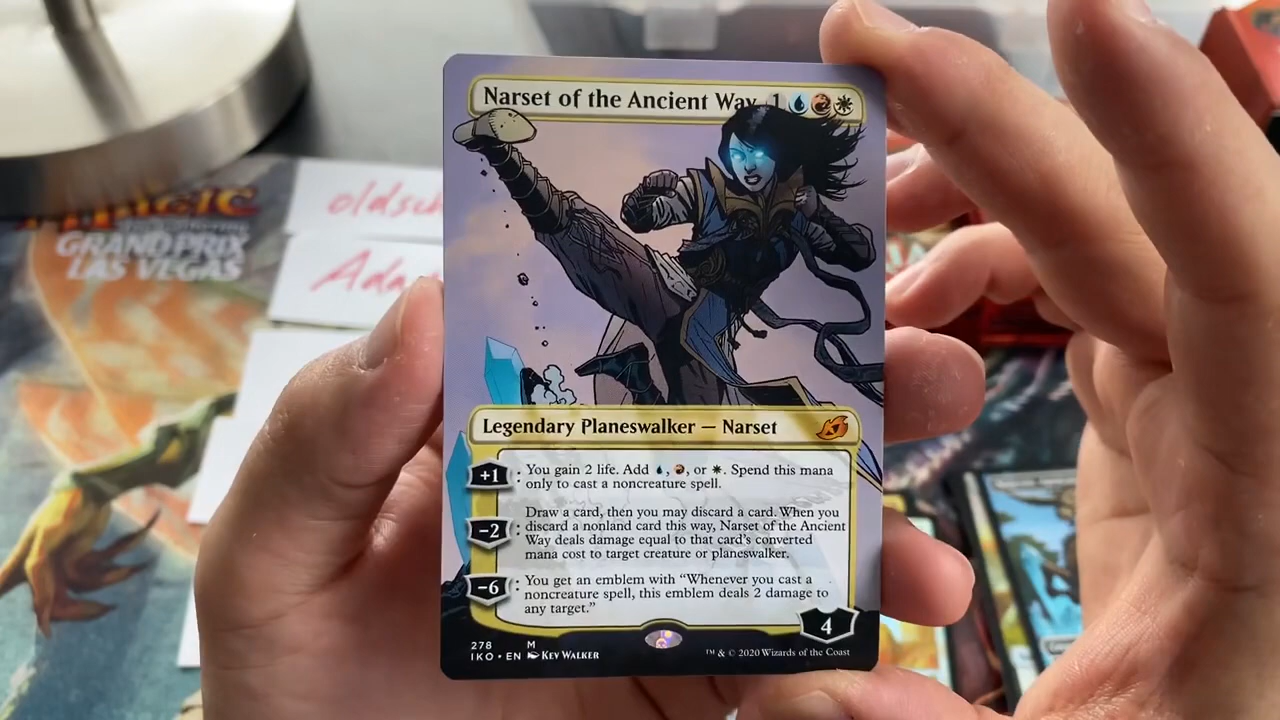 Narset of the Ancient Way 1
MAGIC
GRAND PRIX
LAS VEGAS
Legendary Planeswalker — Narset
+1 : You gain 2 life. Add , , or . Spend this mana
only to cast a noncreature spell.
Draw a card, then you may discard a card. When you
−2 : discard a nonland card this way, Narset of the Ancient
Way deals damage equal to that card's converted
mana cost to target creature or planeswalker.
−6 : You get an emblem with “Whenever you cast a
noncreature spell, this emblem deals 2 damage to
any target.”
4
278 M
IKO • EN Kev Walker
™ & © 2020 Wizards of the Coast